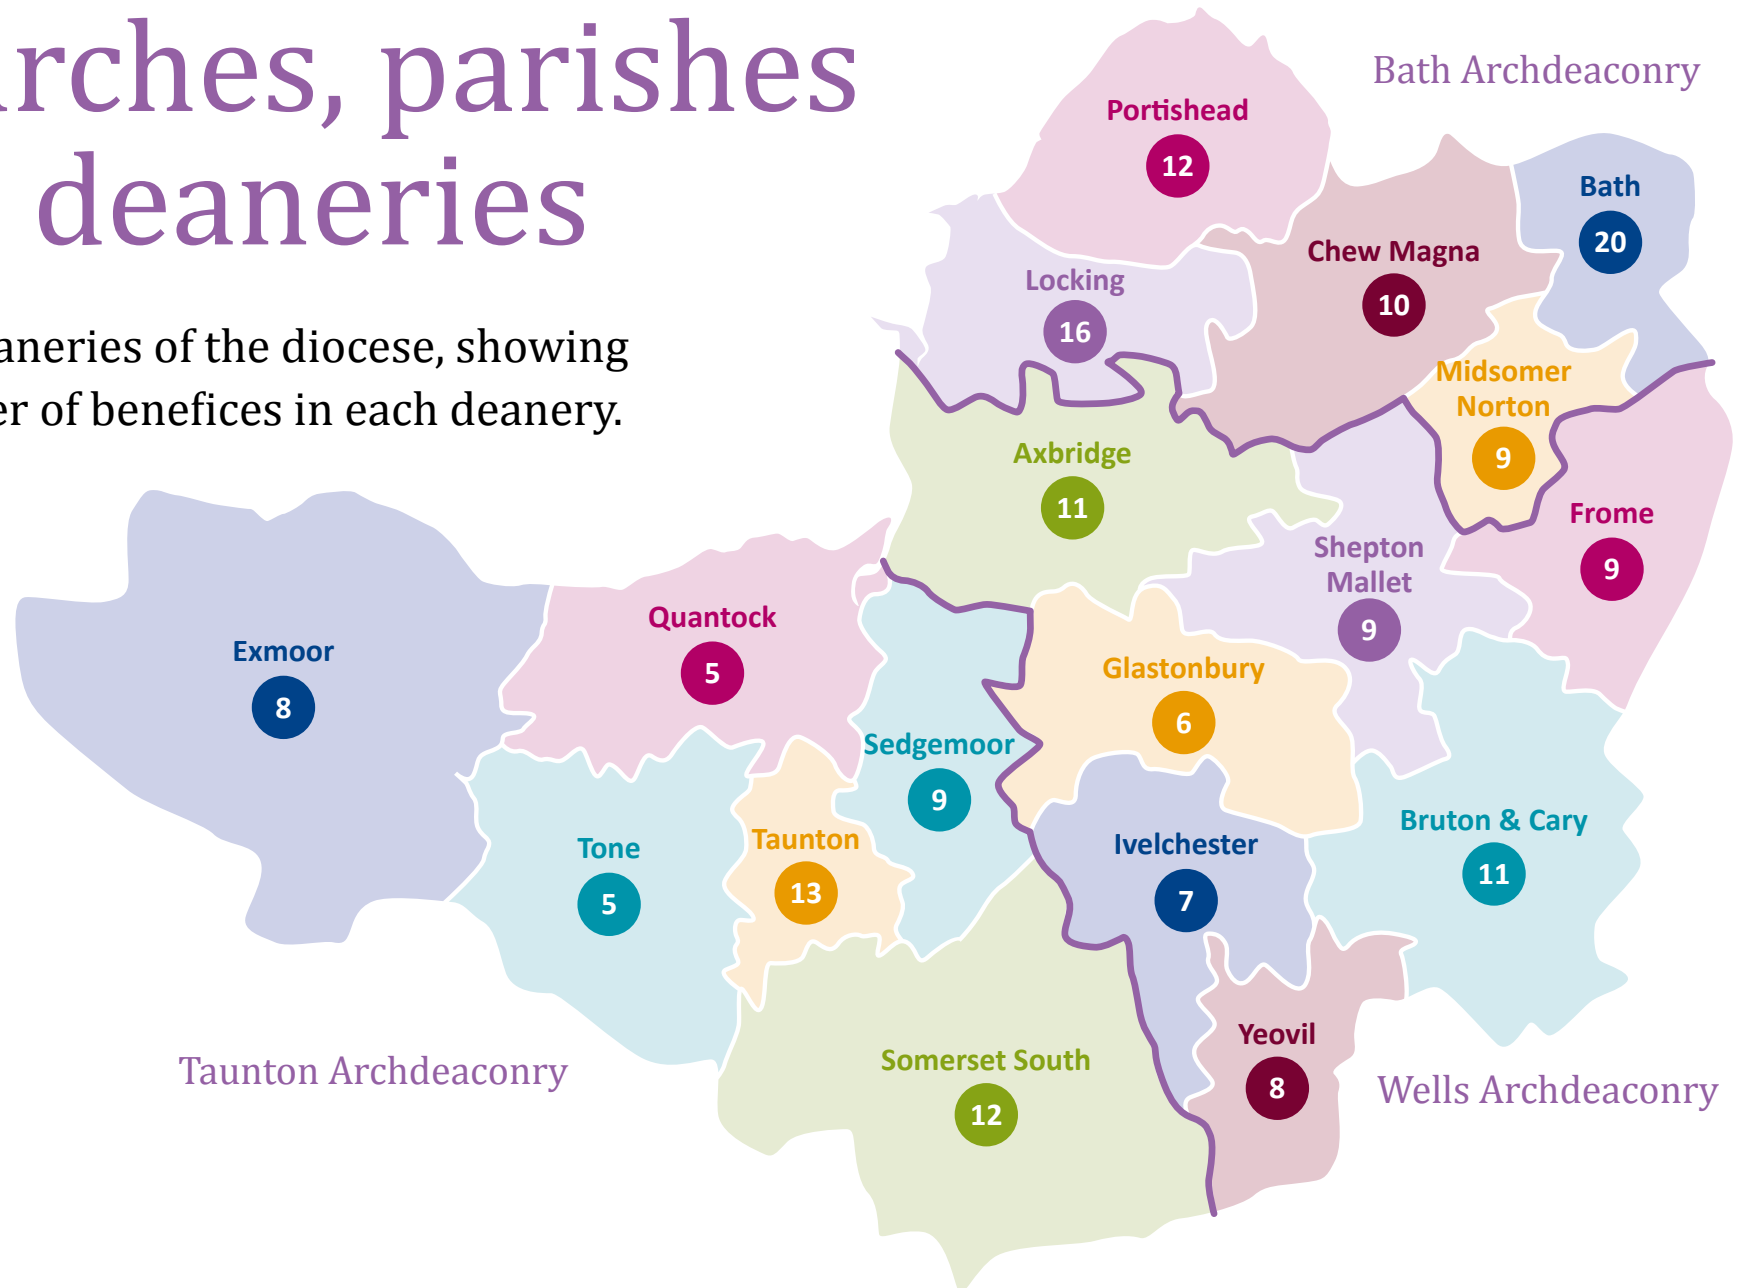 parishes
deaneries
of the diocese, showing
of benefices in each deanery.
Bath Archdeaconry
Portishead
12
Bath
20
Chew Magna
10
Locking
16
Midsomer
Norton
9
Axbridge
11
Frome
9
Shepton
Mallet
9
Quantock
5
Exmoor
8
Glastonbury
6
Sedgemoor
9
Bruton & Cary
11
Ivelchester
7
Taunton
13
Tone
5
Yeovil
8
Somerset South
12
Taunton Archdeaconry
Wells Archdeaconry